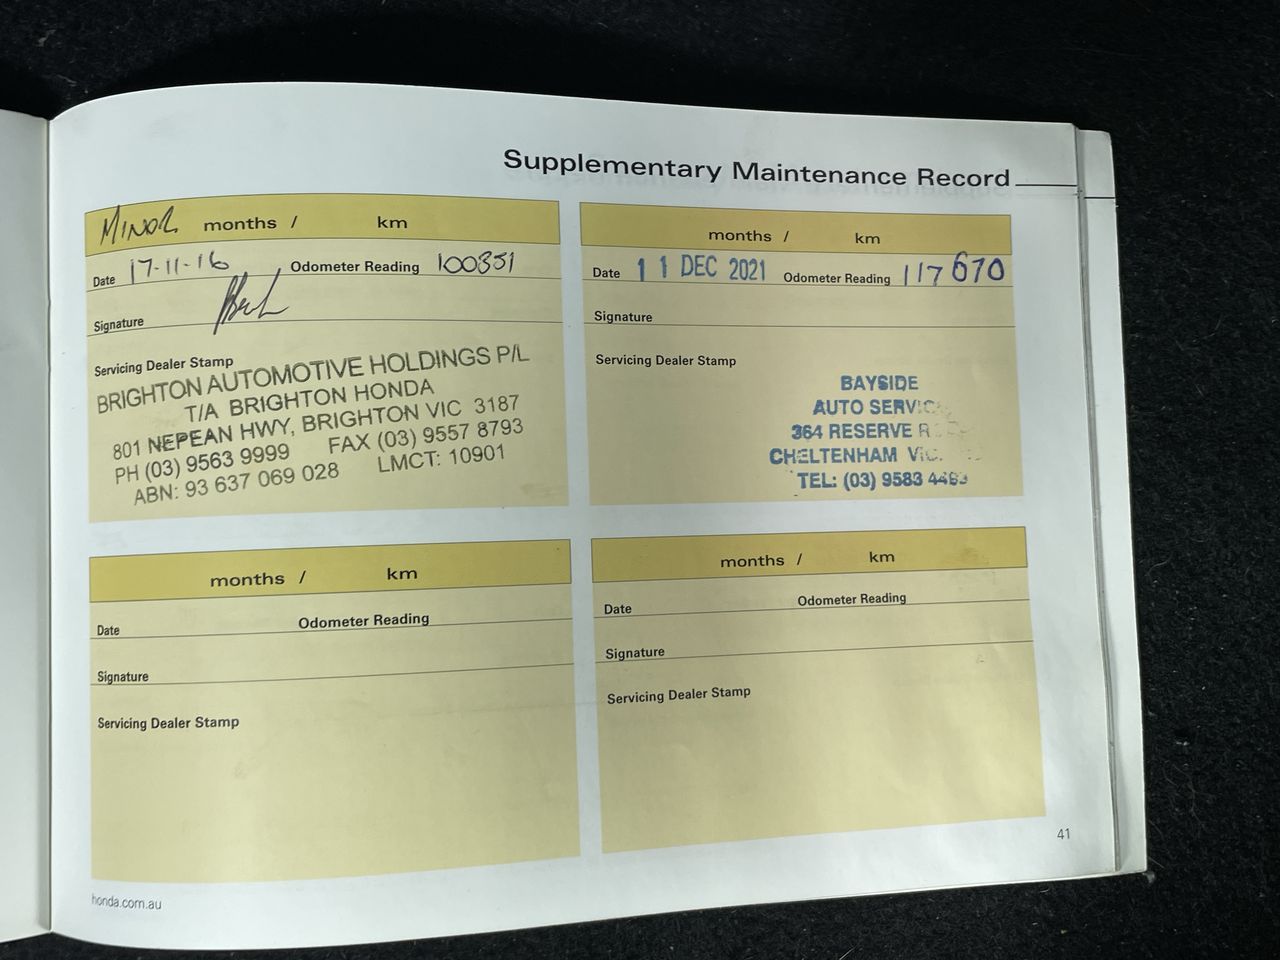 Supplementary Maintenance Record
MINOR months / km
Date 17-11-16 Odometer Reading 100351
Signature
Servicing Dealer Stamp
BRIGHTON AUTOMOTIVE HOLDINGS P/L
T/A BRIGHTON HONDA
801 NEPEAN HWY, BRIGHTON VIC 3187
PH (03) 9563 9999 FAX (03) 9557 8793
ABN: 93 637 069 028 LMCT: 10901
months / km
Date 11 DEC 2021 Odometer Reading 117670
Signature
Servicing Dealer Stamp
BAYSIDE
AUTO SERVIC
364 RESERVE R
CHELTENHAM VIC.
TEL: (03) 9583
months / km
Date Odometer Reading
Signature
Servicing Dealer Stamp
months / km
Date Odometer Reading
Signature
Servicing Dealer Stamp
41
honda.com.au